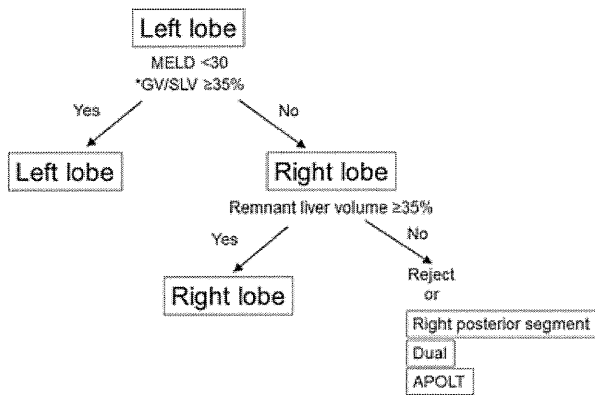 Left lobe
MELD <30
*GV/SLV ≥35%
Yes
No
Left lobe
Right lobe
Remnant liver volume ≥35%
Yes
No
Right lobe
Reject
or
Right posterior segment
Dual
APOLT